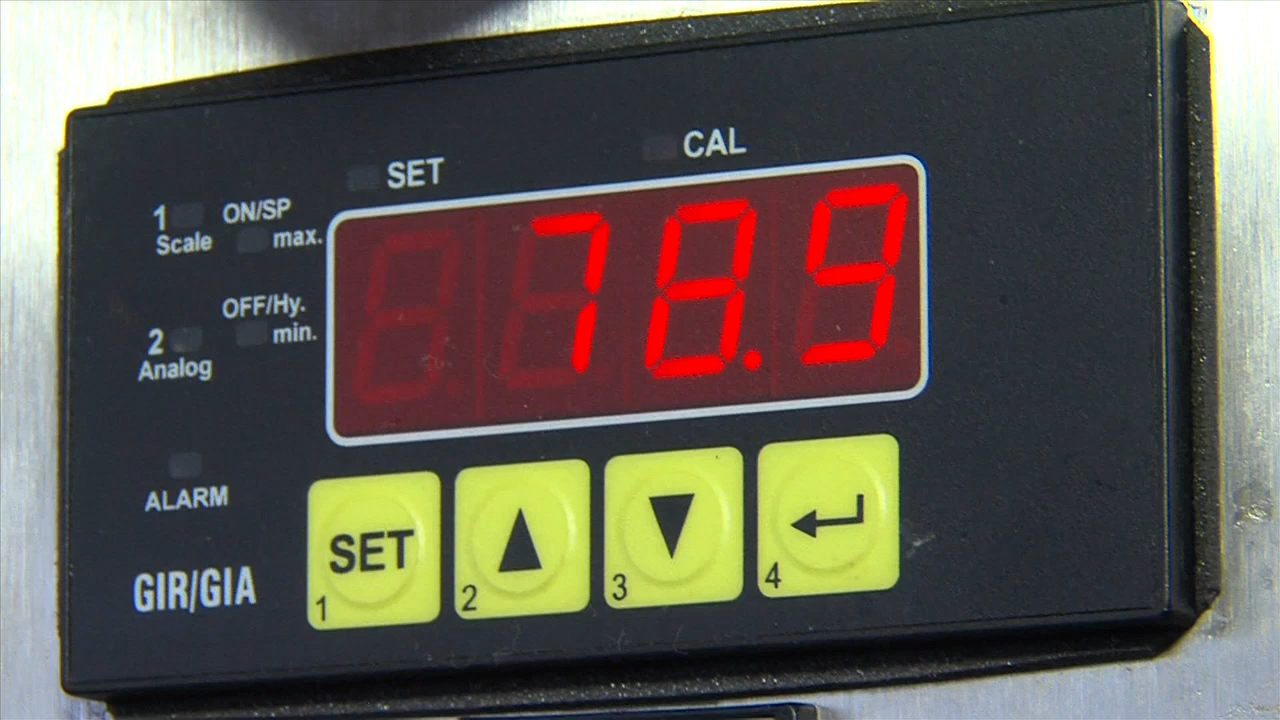 SET
CAL
1 ON/SP
Scale max.
78.9
OFF/Hy.
2 min.
Analog
ALARM
SET
1 2 3 4
GIR/GIA